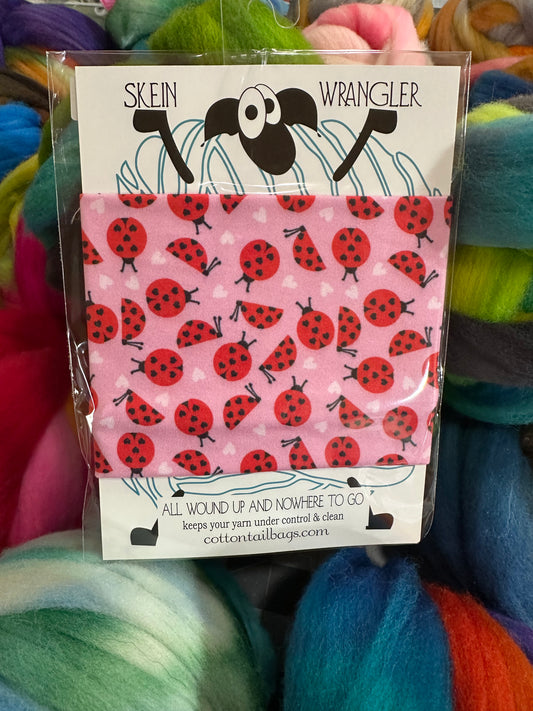 SKEIN WRANGLER
ALL WOUND UP AND NOWHERE TO GO
keeps your yarn under control & clean
cottontailbags.com